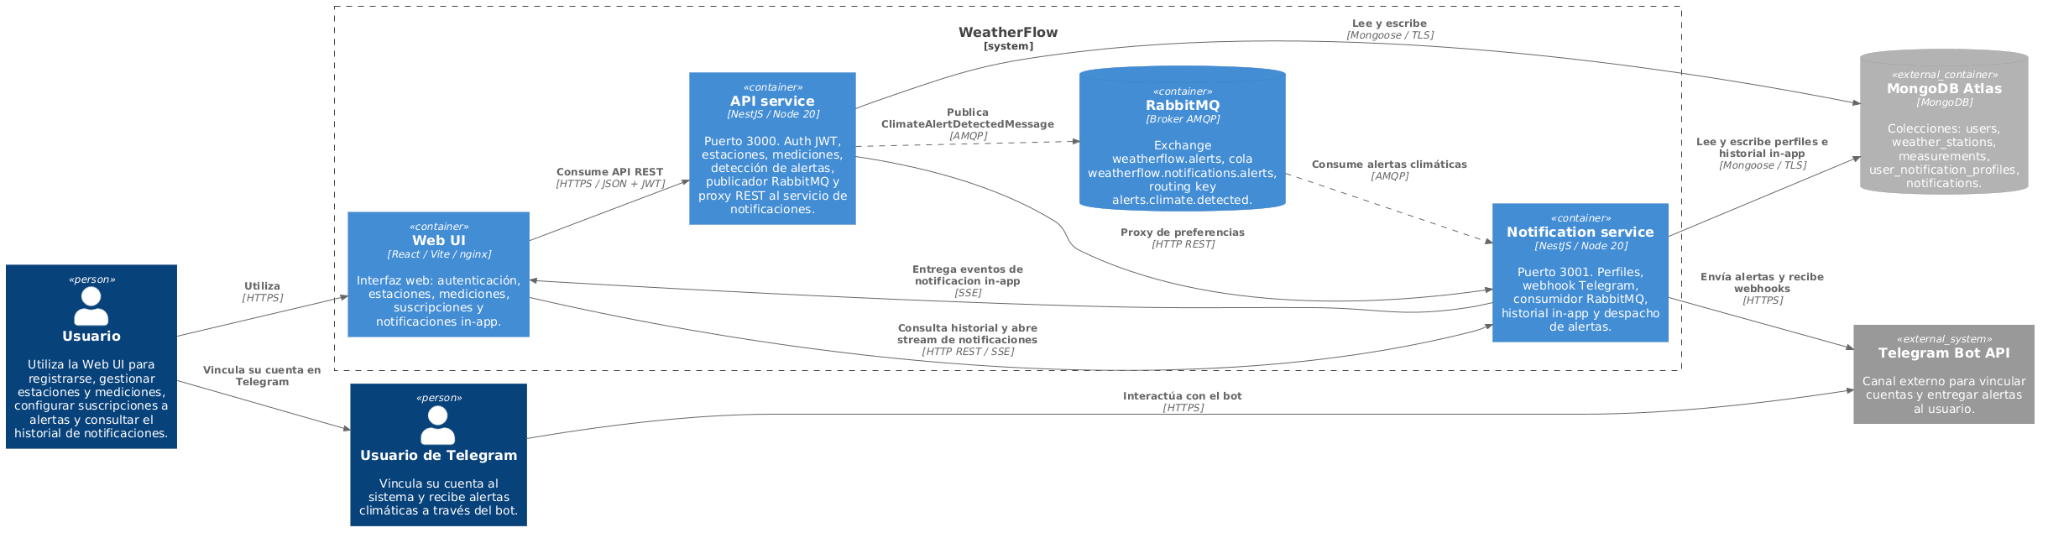 WeatherFlow
[system]
«person»
Usuario
Utiliza la Web UI para
registrarse, gestionar
estaciones y mediciones,
configurar suscripciones a
alertas y consultar el
historial de notificaciones.
Utiliza
[HTTPS]
Vincula su cuenta en
Telegram
«container»
Web UI
[React / Vite / nginx]
Interfaz web: autenticación,
estaciones, mediciones,
suscripciones y
notificaciones in-app.
«person»
Usuario de Telegram
Vincula su cuenta al
sistema y recibe alertas
climáticas a través del bot.
Consume API REST
[HTTPS / JSON + JWT]
«container»
API service
[NestJS / Node 20]
Puerto 3000. Auth JWT,
estaciones, mediciones,
detección de alertas,
publicador RabbitMQ y
proxy REST al servicio de
notificaciones.
Publica
ClimateAlertDetectedMessage
[AMQP]
Proxy de preferencias
[HTTP REST]
Entrega eventos de
notificacion in-app
[SSE]
Consulta historial y abre
stream de notificaciones
[HTTP REST / SSE]
«container»
RabbitMQ
[Broker AMQP]
Exchange
weatherflow.alerts, cola
weatherflow.notifications.alerts,
routing key
alerts.climate.detected.
Interactúa con el bot
[HTTPS]
Lee y escribe
[Mongoose / TLS]
Consume alertas climáticas
[AMQP]
«container»
Notification service
[NestJS / Node 20]
Puerto 3001. Perfiles,
webhook Telegram,
consumidor RabbitMQ,
historial in-app y despacho
de alertas.
Lee y escribe perfiles e
historial in-app
[Mongoose / TLS]
Envía alertas y recibe
webhooks
[HTTPS]
«external_container»
MongoDB Atlas
[MongoDB]
Colecciones: users,
weather_stations,
measurements,
user_notification_profiles,
notifications.
«external_system»
Telegram Bot API
Canal externo para vincular
cuentas y entregar alertas
al usuario.